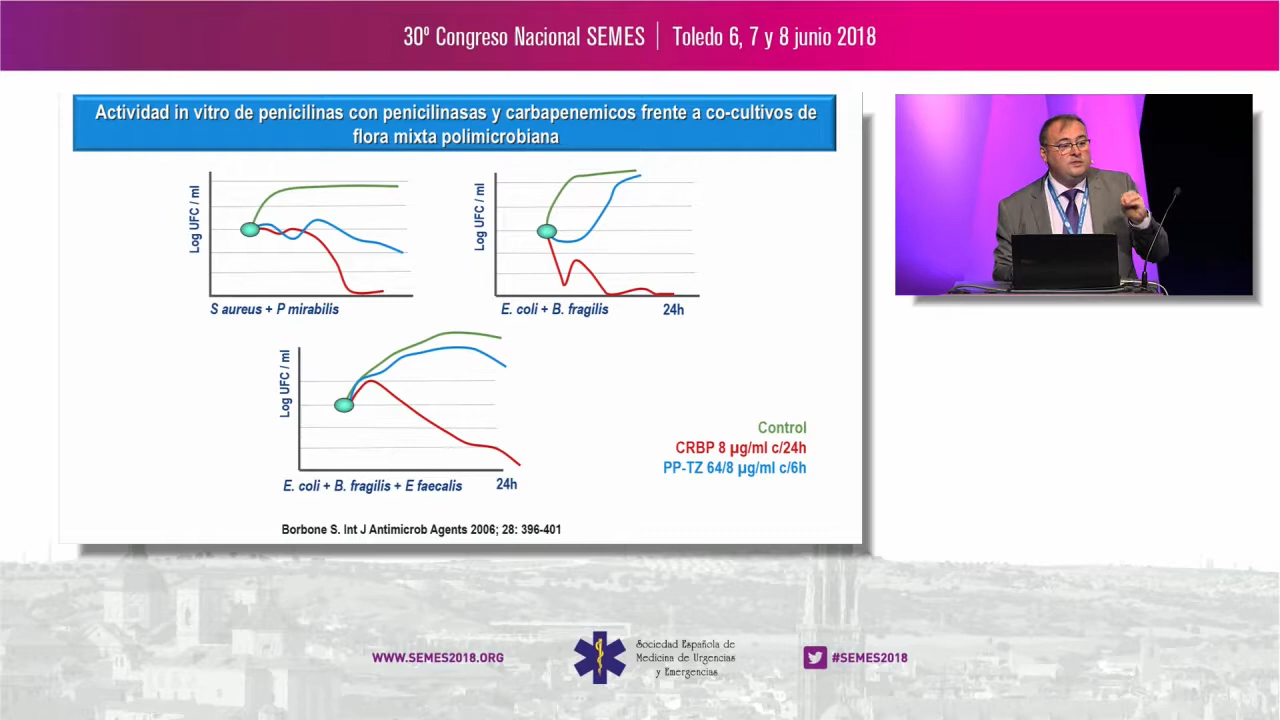 30º Congreso Nacional SEMES | Toledo 6, 7 y 8 junio 2018
Actividad in vitro de penicilinas con penicilinasas y carbapenemicos frente a co-cultivos de
flora mixta polimicrobiana
Log UFC / ml
S aureus + P mirabilis
Log UFC / ml
E. coli + B. fragilis
24h
Log UFC / ml
E. coli + B. fragilis + E faecalis
24h
Control
CRBP 8 µg/ml c/24h
PP-TZ 64/8 µg/ml c/6h
Borbone S. Int J Antimicrob Agents 2006; 28: 396-401
WWW.SEMES2018.ORG
Sociedad Española de
Medicina de Urgencias
y Emergencias
#SEMES2018